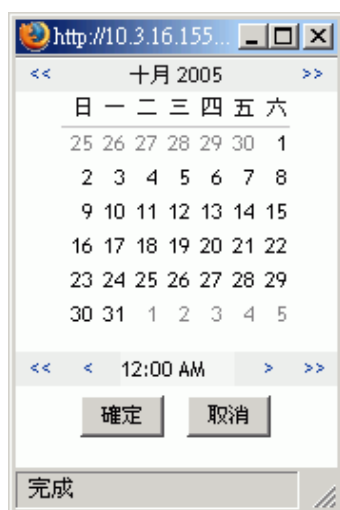 http://10.3.16.155...
<< 十月 2005 >>
日 一 二 三 四 五 六
25 26 27 28 29 30 1
2 3 4 5 6 7 8
9 10 11 12 13 14 15
16 17 18 19 20 21 22
23 24 25 26 27 28 29
30 31 1 2 3 4 5
<< < 12:00 AM > >>
確定 取消
完成